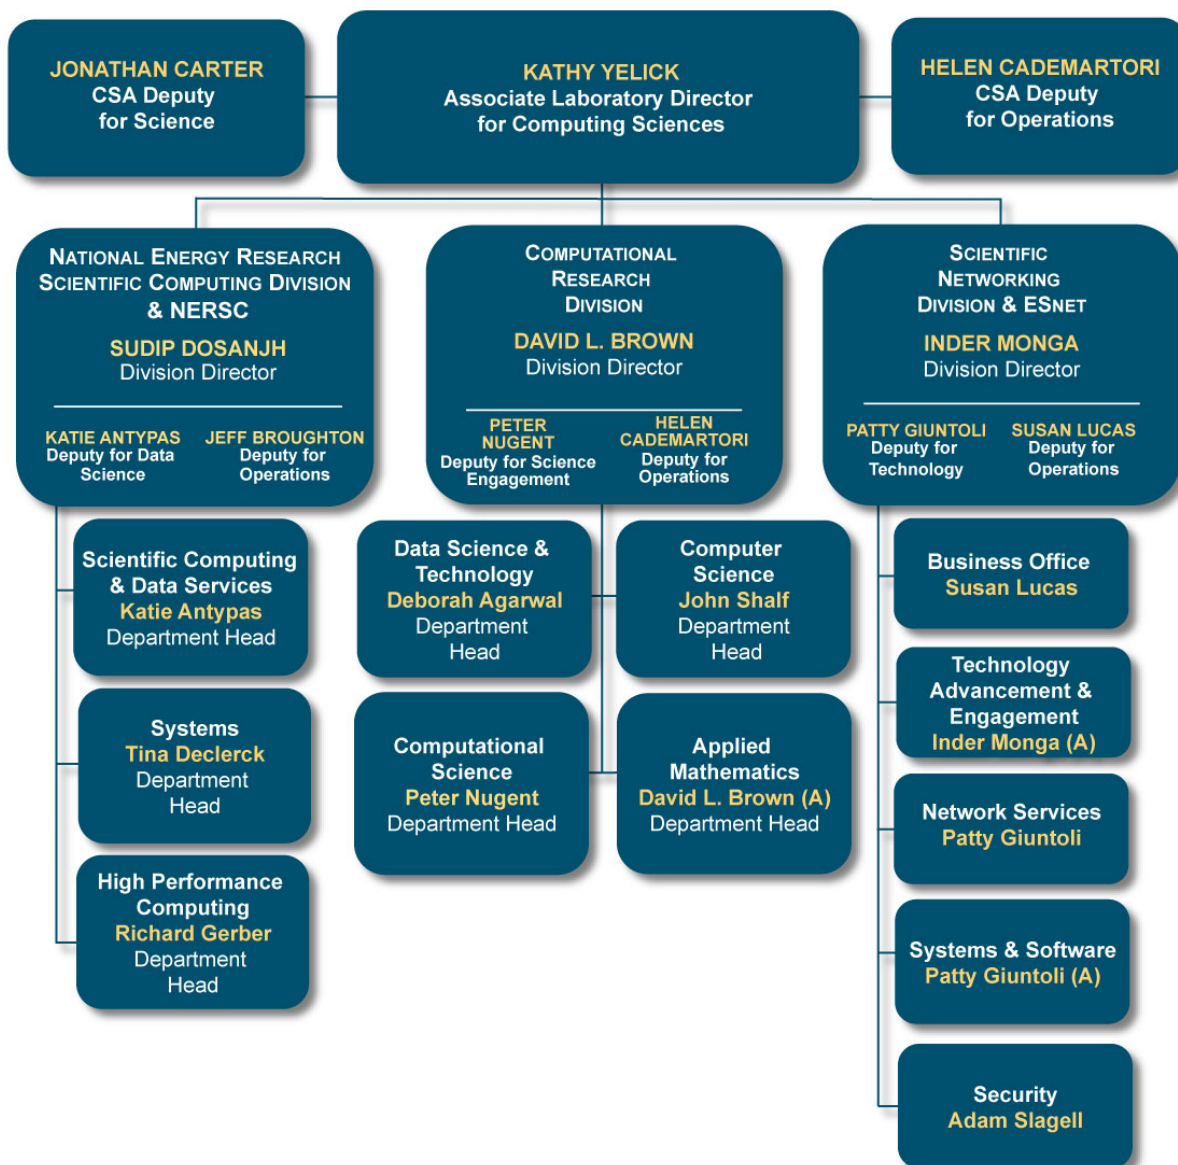 JONATHAN CARTER
CSA Deputy
for Science
KATHY YELICK
Associate Laboratory Director
for Computing Sciences
HELEN CADEMARTORI
CSA Deputy
for Operations
NATIONAL ENERGY RESEARCH
SCIENTIFIC COMPUTING DIVISION
& NERSC
SUDIP DOSANJH
Division Director
KATIE ANTYPAS
Deputy for Data
Science
JEFF BROUGHTON
Deputy for
Operations
COMPUTATIONAL
RESEARCH
DIVISION
DAVID L. BROWN
Division Director
PETER
NUGENT
Deputy for Science
Engagement
HELEN
CADEMARTORI
Deputy for
Operations
SCIENTIFIC
NETWORKING
DIVISION & ESNET
INDER MONGA
Division Director
PATTY GIUNTOLI
Deputy for
Technology
SUSAN LUCAS
Deputy for
Operations
Scientific Computing
& Data Services
Katie Antypas
Department Head
Systems
Tina Declerck
Department
Head
High Performance
Computing
Richard Gerber
Department
Head
Data Science &
Technology
Deborah Agarwal
Department
Head
Computer
Science
John Shalf
Department
Head
Computational
Science
Peter Nugent
Department Head
Applied
Mathematics
David L. Brown (A)
Department Head
Business Office
Susan Lucas
Technology
Advancement &
Engagement
Inder Monga (A)
Network Services
Patty Giuntoli
Systems & Software
Patty Giuntoli (A)
Security
Adam Slagell